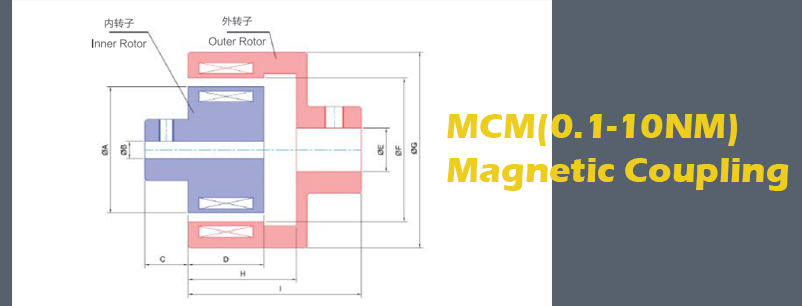 内转子
Inner Rotor
外转子
Outer Rotor
ØA
ØB
ØE
ØF
ØG
C
D
H
I
MCM(0.1-10NM)
Magnetic Coupling